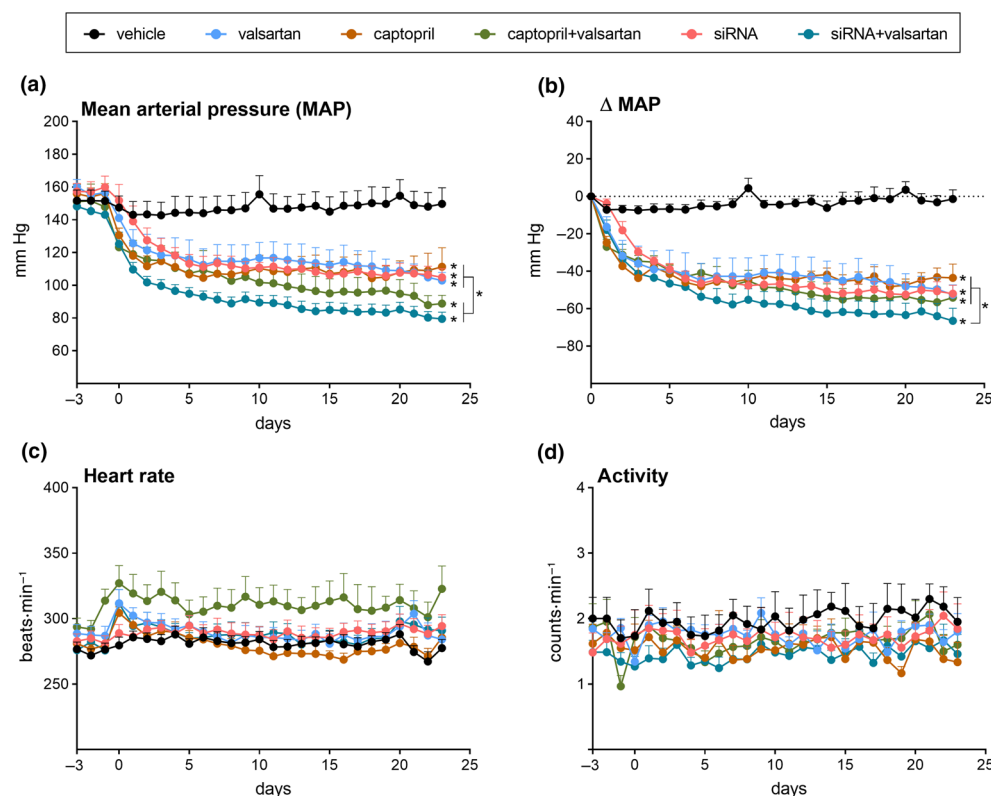 vehicle valsartan captopril captopril+valsartan siRNA siRNA+valsartan
(a)
Mean arterial pressure (MAP)
200
180
160
140
120
100
80
60
mm Hg
* * * * * *
–3 0 5 10 15 20 25
days
(b)
Δ MAP
40
20
0
–20
–40
–60
–80
mm Hg
* * * * *
0 5 10 15 20 25
days
(c)
Heart rate
400
350
300
250
beats·min⁻¹
–3 0 5 10 15 20 25
days
(d)
Activity
4
3
2
1
counts·min⁻¹
–3 0 5 10 15 20 25
days